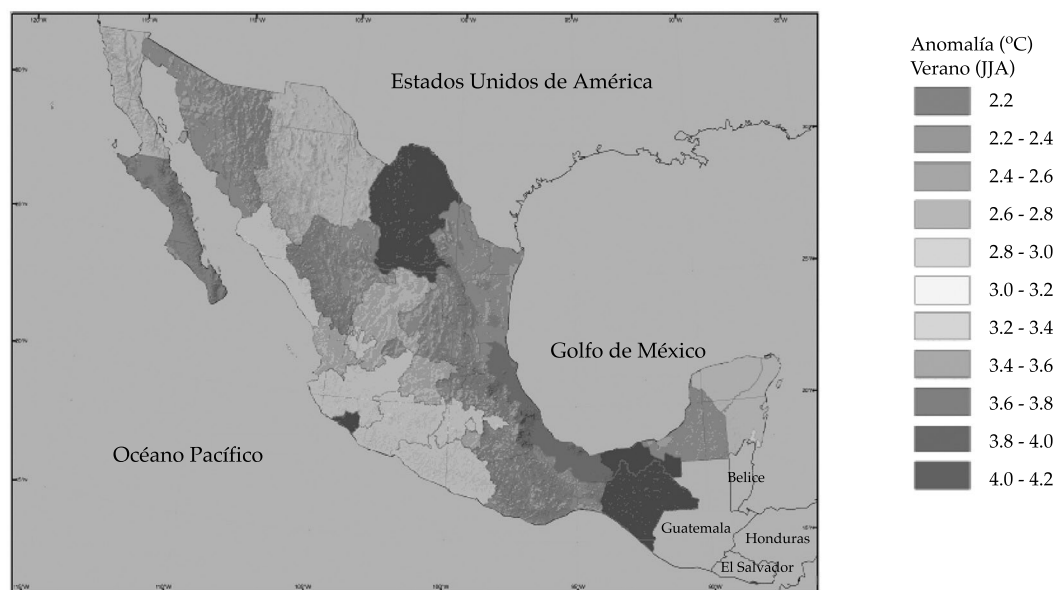 Estados Unidos de América
Golfo de México
Océano Pacífico
Belice
Guatemala
Honduras
El Salvador
Anomalía (ºC)
Verano (JJA)
2.2
2.2 - 2.4
2.4 - 2.6
2.6 - 2.8
2.8 - 3.0
3.0 - 3.2
3.2 - 3.4
3.4 - 3.6
3.6 - 3.8
3.8 - 4.0
4.0 - 4.2